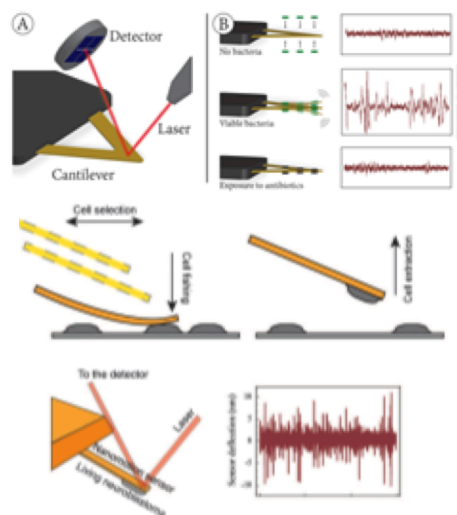 A
Detector
Laser
Cantilever
B
No bacteria
Viable bacteria
Exposure to antibiotics
Cell selection
Cell fishing
Cell extraction
To the detector
Laser
Nanomotion sensor
Living neuroblastoma
Sensor deflection (nm)
10
5
0
-5
-10